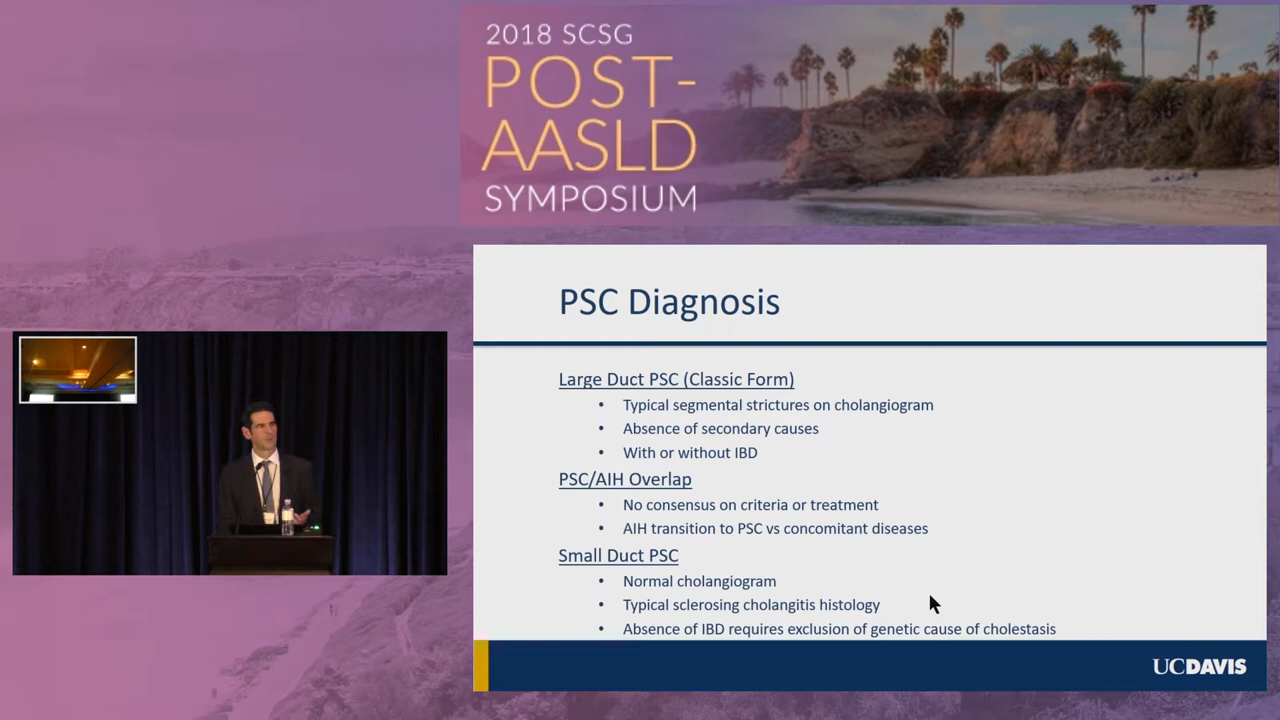 2018 SCSG
POST-
AASLD
SYMPOSIUM
PSC Diagnosis
Large Duct PSC (Classic Form)
• Typical segmental strictures on cholangiogram
• Absence of secondary causes
• With or without IBD
PSC/AIH Overlap
• No consensus on criteria or treatment
• AIH transition to PSC vs concomitant diseases
Small Duct PSC
• Normal cholangiogram
• Typical sclerosing cholangitis histology
• Absence of IBD requires exclusion of genetic cause of cholestasis
UCDAVIS